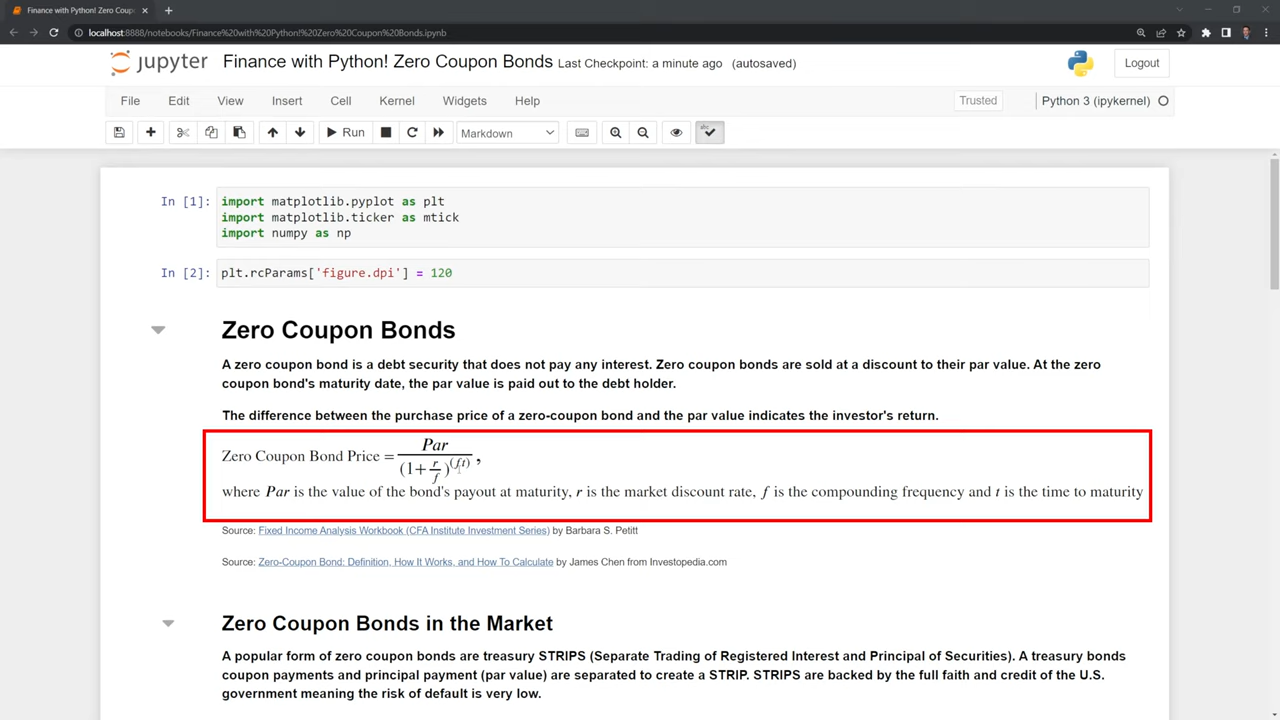 Finance with Python! Zero Coup
localhost:8888/notebooks/Finance%20with%20Python!%20Zero%20Coupon%20Bonds.ipynb
jupyter Finance with Python! Zero Coupon Bonds Last Checkpoint: a minute ago (autosaved)
Logout
File Edit View Insert Cell Kernel Widgets Help
Trusted
Python 3 (ipykernel)
Run
Markdown
In [1]: import matplotlib.pyplot as plt
import matplotlib.ticker as mtick
import numpy as np
In [2]: plt.rcParams['figure.dpi'] = 120
Zero Coupon Bonds
A zero coupon bond is a debt security that does not pay any interest. Zero coupon bonds are sold at a discount to their par value. At the zero
coupon bond's maturity date, the par value is paid out to the debt holder.
The difference between the purchase price of a zero-coupon bond and the par value indicates the investor's return.
Zero Coupon Bond Price = Par / (1 + r/f)^(ft) ,
where Par is the value of the bond's payout at maturity, r is the market discount rate, f is the compounding frequency and t is the time to maturity
Source: Fixed Income Analysis Workbook (CFA Institute Investment Series) by Barbara S. Petitt
Source: Zero-Coupon Bond: Definition, How It Works, and How To Calculate by James Chen from Investopedia.com
Zero Coupon Bonds in the Market
A popular form of zero coupon bonds are treasury STRIPS (Separate Trading of Registered Interest and Principal of Securities). A treasury bonds
coupon payments and principal payment (par value) are separated to create a STRIP. STRIPS are backed by the full faith and credit of the U.S.
government meaning the risk of default is very low.